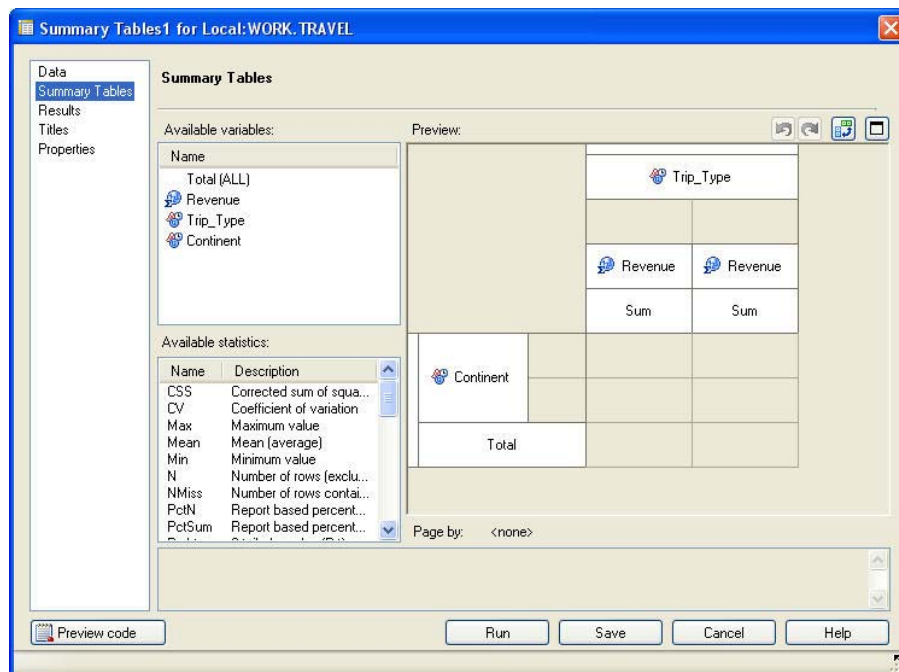 Summary Tables1 for Local:WORK.TRAVEL
Data
Summary Tables
Results
Titles
Properties
Summary Tables
Available variables:
Name
Total (ALL)
Revenue
Trip_Type
Continent
Available statistics:
Name Description
CSS Corrected sum of squa...
CV Coefficient of variation
Max Maximum value
Mean Mean (average)
Min Minimum value
N Number of rows (exclu...
NMiss Number of rows contai...
PctN Report based percent...
PctSum Report based percent...
Preview:
Trip_Type
Revenue Revenue
Sum Sum
Continent
Total
Page by: <none>
Preview code Run Save Cancel Help